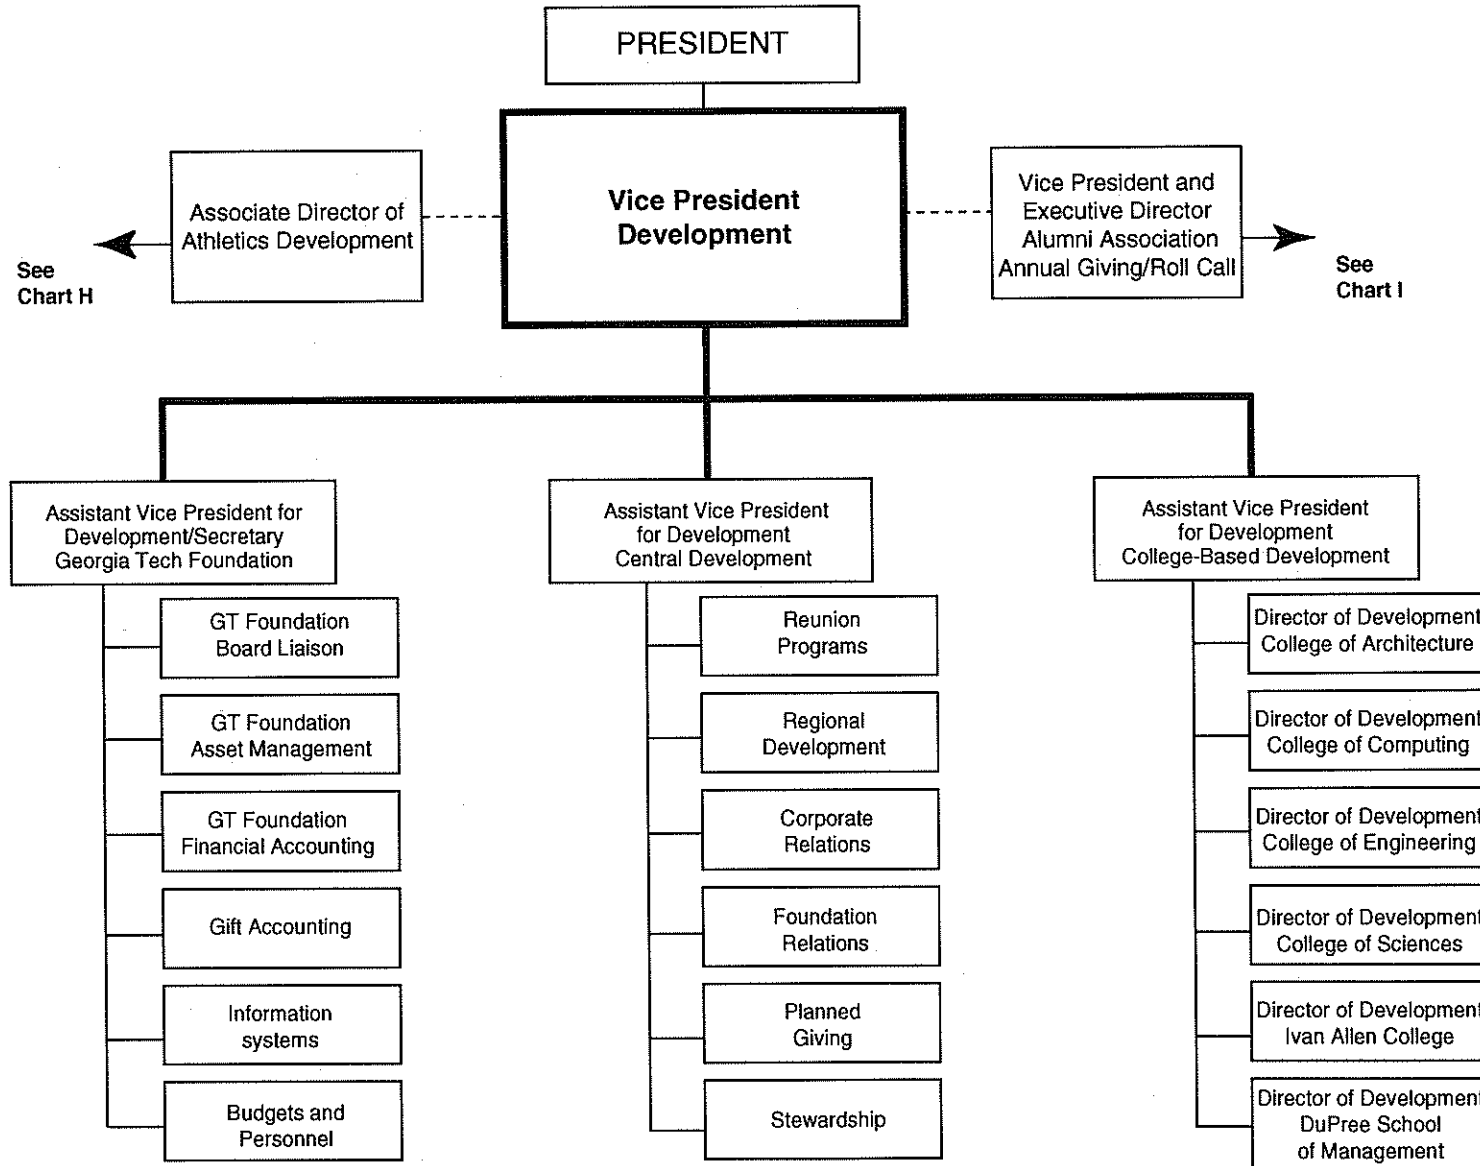 PRESIDENT
Vice President
Development
Associate Director of
Athletics Development
See
Chart H
Vice President and
Executive Director
Alumni Association
Annual Giving/Roll Call
See
Chart I
Assistant Vice President for
Development/Secretary
Georgia Tech Foundation
GT Foundation
Board Liaison
GT Foundation
Asset Management
GT Foundation
Financial Accounting
Gift Accounting
Information
systems
Budgets and
Personnel
Assistant Vice President
for Development
Central Development
Reunion
Programs
Regional
Development
Corporate
Relations
Foundation
Relations
Planned
Giving
Stewardship
Assistant Vice President
for Development
College-Based Development
Director of Development
College of Architecture
Director of Development
College of Computing
Director of Development
College of Engineering
Director of Development
College of Sciences
Director of Development
Ivan Allen College
Director of Development
DuPree School
of Management